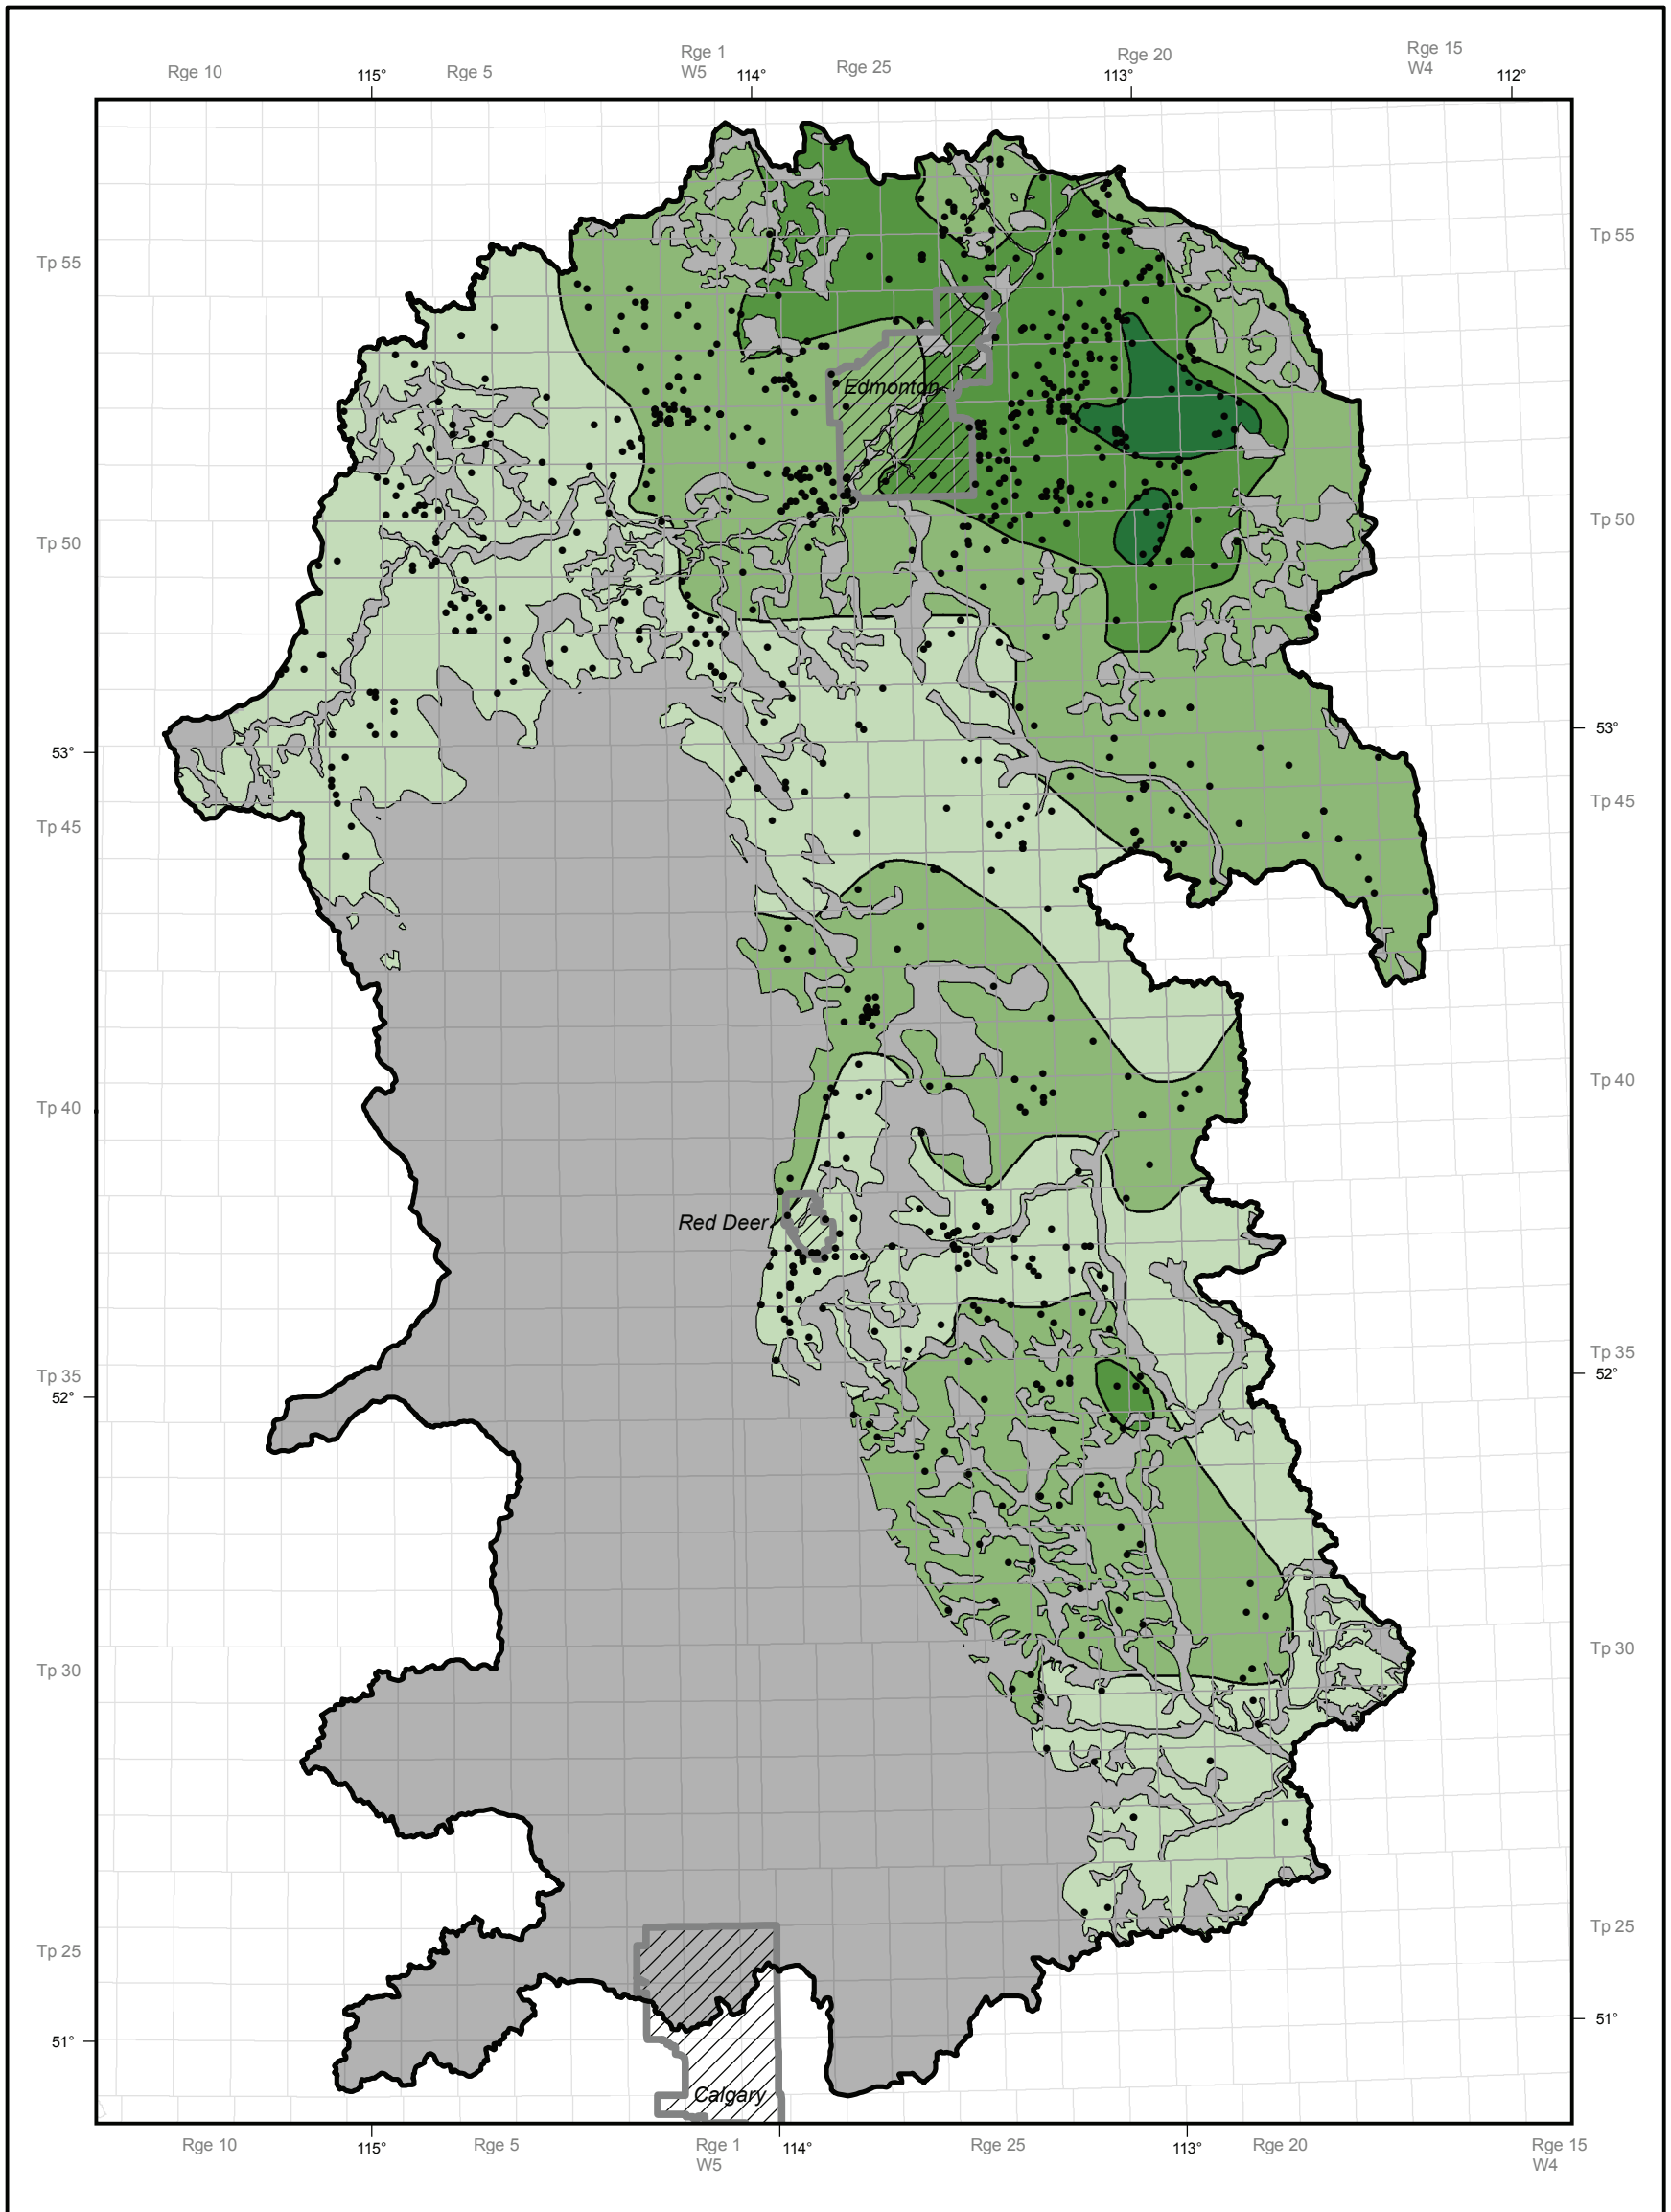 Rge 10
115°
Rge 5
Rge 1
W5
114°
Rge 25
113°
Rge 20
Rge 15
W4
112°
Tp 55
Tp 55
Edmonton
Tp 50
Tp 50
53°
53°
Tp 45
Tp 45
Tp 40
Tp 40
Red Deer
Tp 35
Tp 35
52°
52°
Tp 30
Tp 30
Tp 25
Tp 25
51°
51°
Calgary
Rge 10
115°
Rge 5
Rge 1
W5
114°
Rge 25
113°
Rge 20
Rge 15
W4